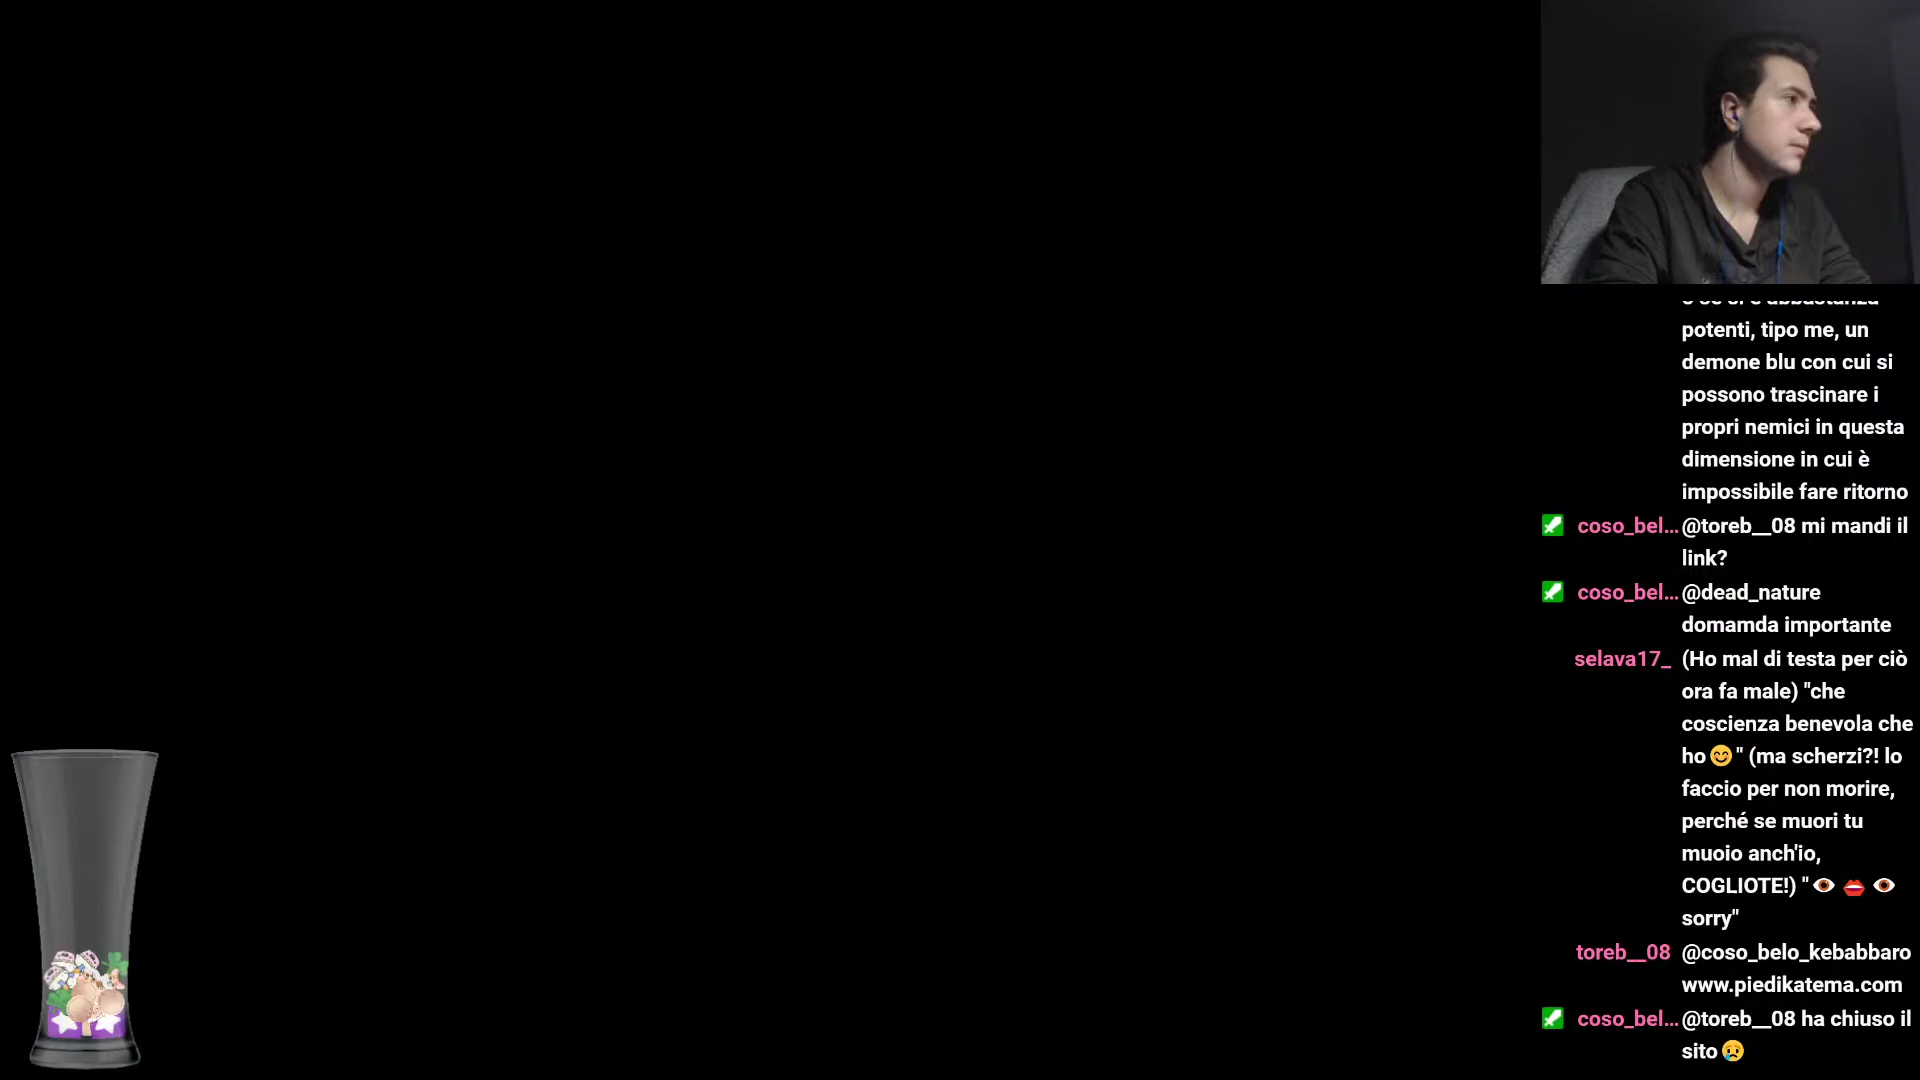 potenti, tipo me, un
demone blu con cui si
possono trascinare i
propri nemici in questa
dimensione in cui è
impossibile fare ritorno
coso_bel... @toreb__08 mi mandi il
link?
coso_bel... @dead_nature
domamda importante
selava17_ (Ho mal di testa per ciò
ora fa male) "che
coscienza benevola che
ho😊" (ma scherzi?! lo
faccio per non morire,
perché se muori tu
muoio anch'io,
COGLIOTE!) "👁️ 👄 👁️
sorry"
toreb__08 @coso_belo_kebabbaro
www.piedikatema.com
coso_bel... @toreb__08 ha chiuso il
sito😢